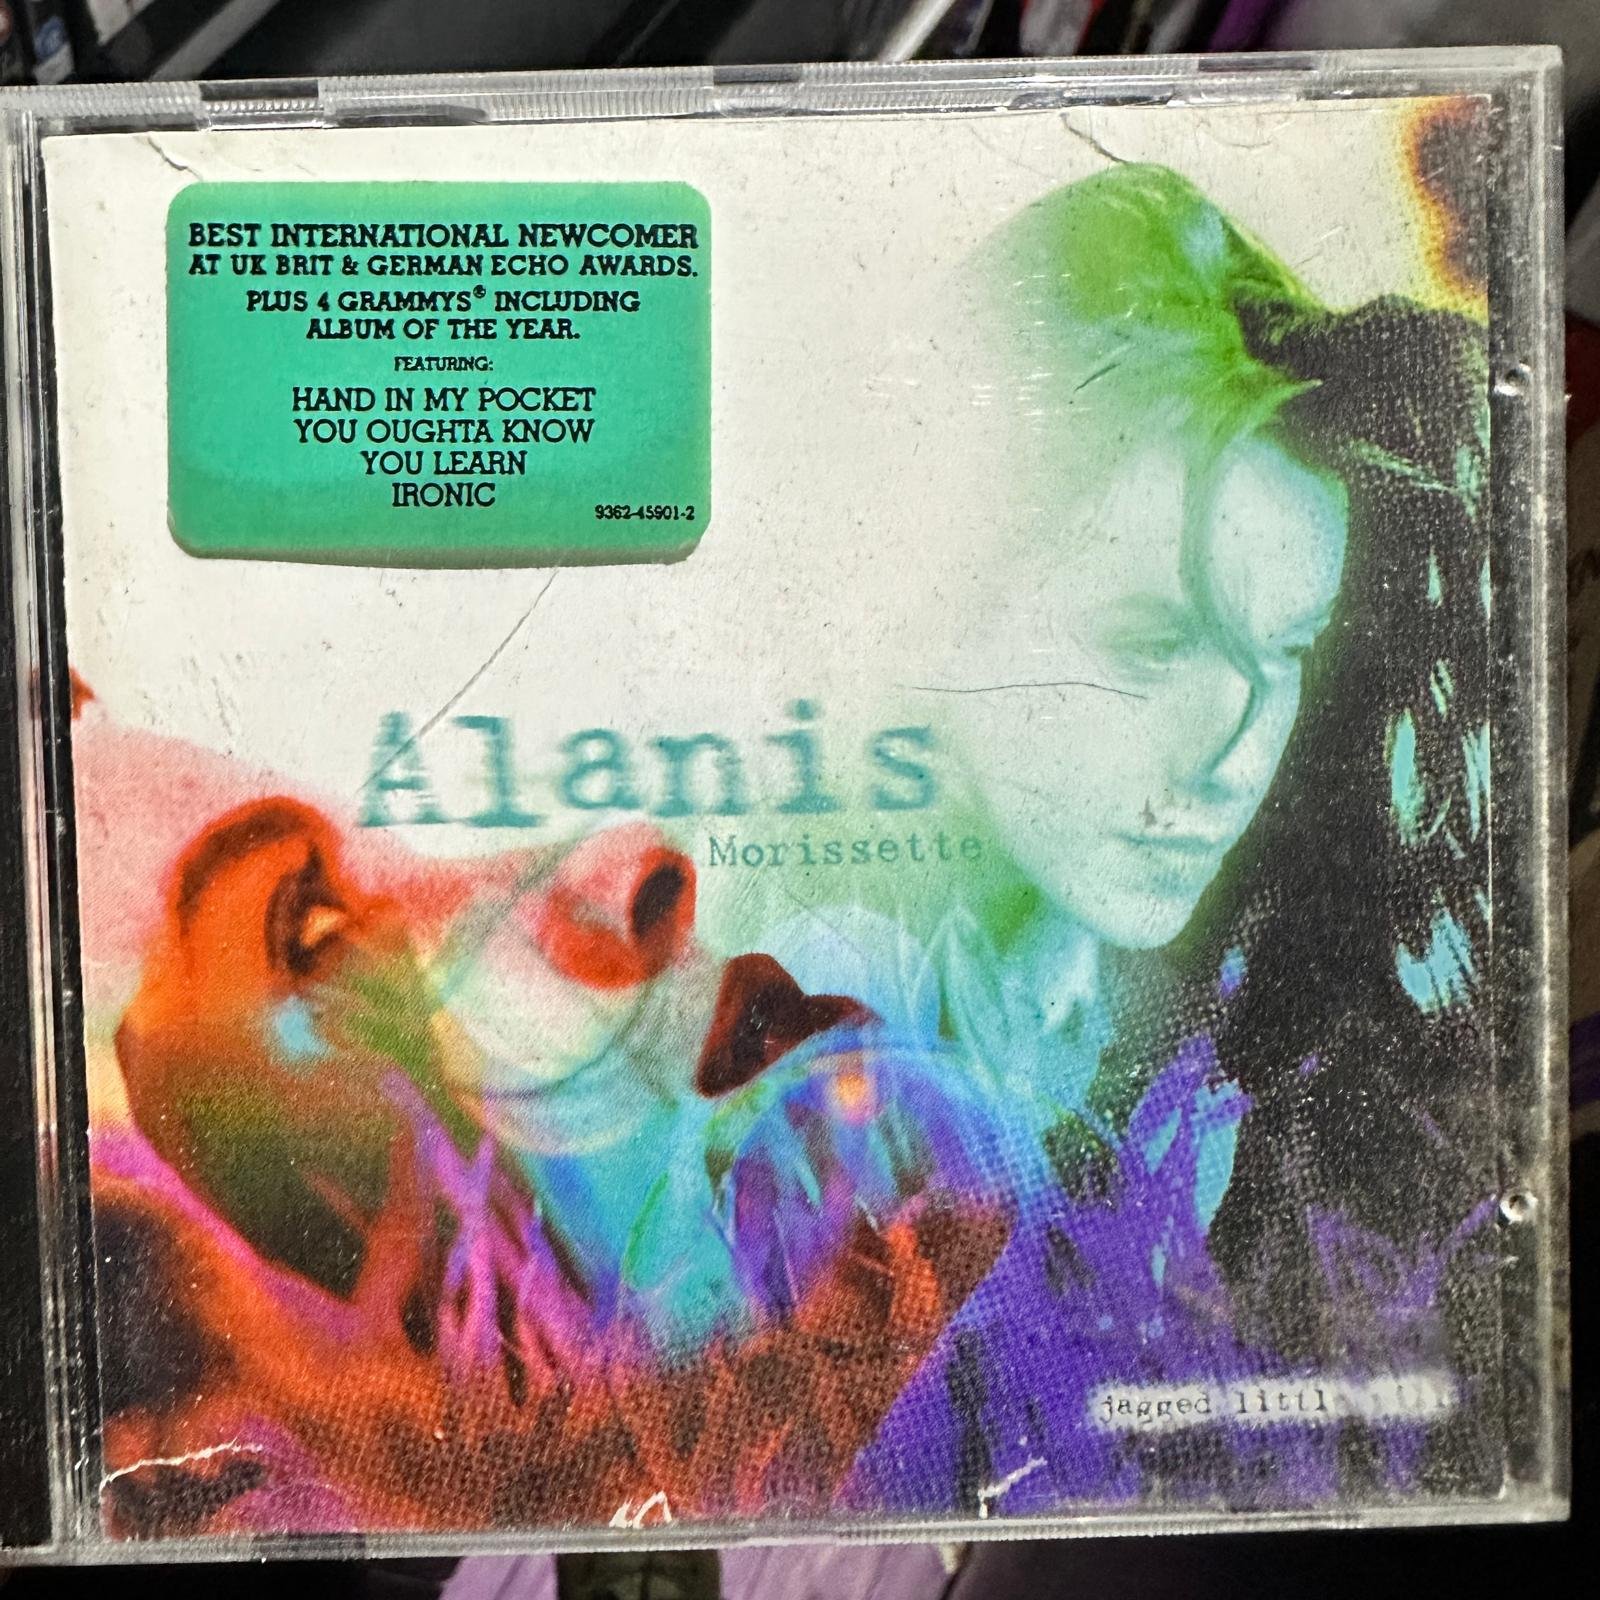 BEST INTERNATIONAL NEWCOMER
AT UK BRIT & GERMAN ECHO AWARDS.
PLUS 4 GRAMMYS® INCLUDING
ALBUM OF THE YEAR.
FEATURING:
HAND IN MY POCKET
YOU OUGHTA KNOW
YOU LEARN
IRONIC
9362-45901-2
Alanis
Morissette
jagged little